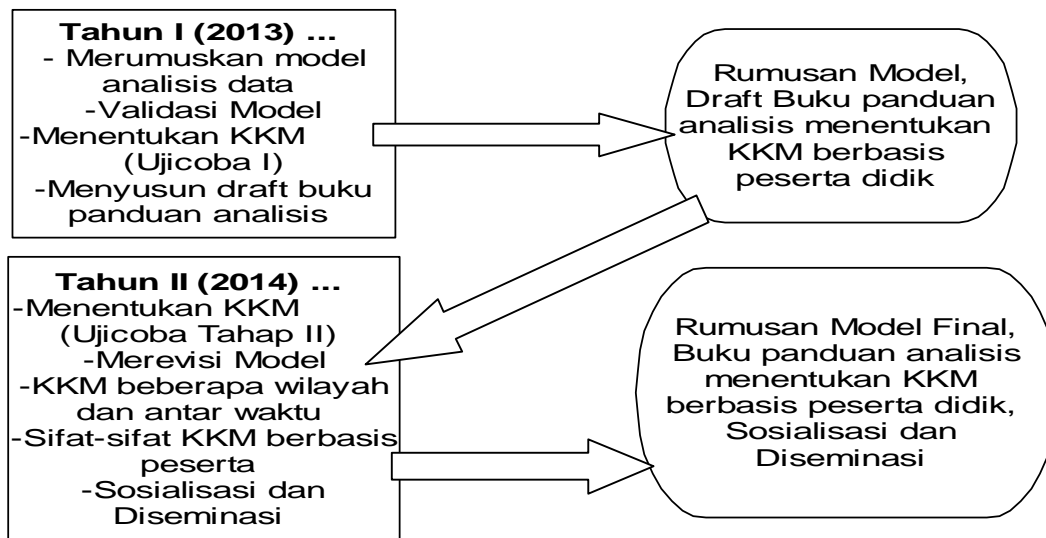 Tahun I (2013) ...
- Merumuskan model
analisis data
-Validasi Model
-Menentukan KKM
(Ujicoba I)
-Menyusun draft buku
panduan analisis
Rumusan Model,
Draft Buku panduan
analisis menentukan
KKM berbasis
peserta didik
Tahun II (2014) ...
-Menentukan KKM
(Ujicoba Tahap II)
-Merevisi Model
-KKM beberapa wilayah
dan antar waktu
-Sifat-sifat KKM berbasis
peserta
-Sosialisasi dan
Diseminasi
Rumusan Model Final,
Buku panduan analisis
menentukan KKM
berbasis peserta didik,
Sosialisasi dan
Diseminasi